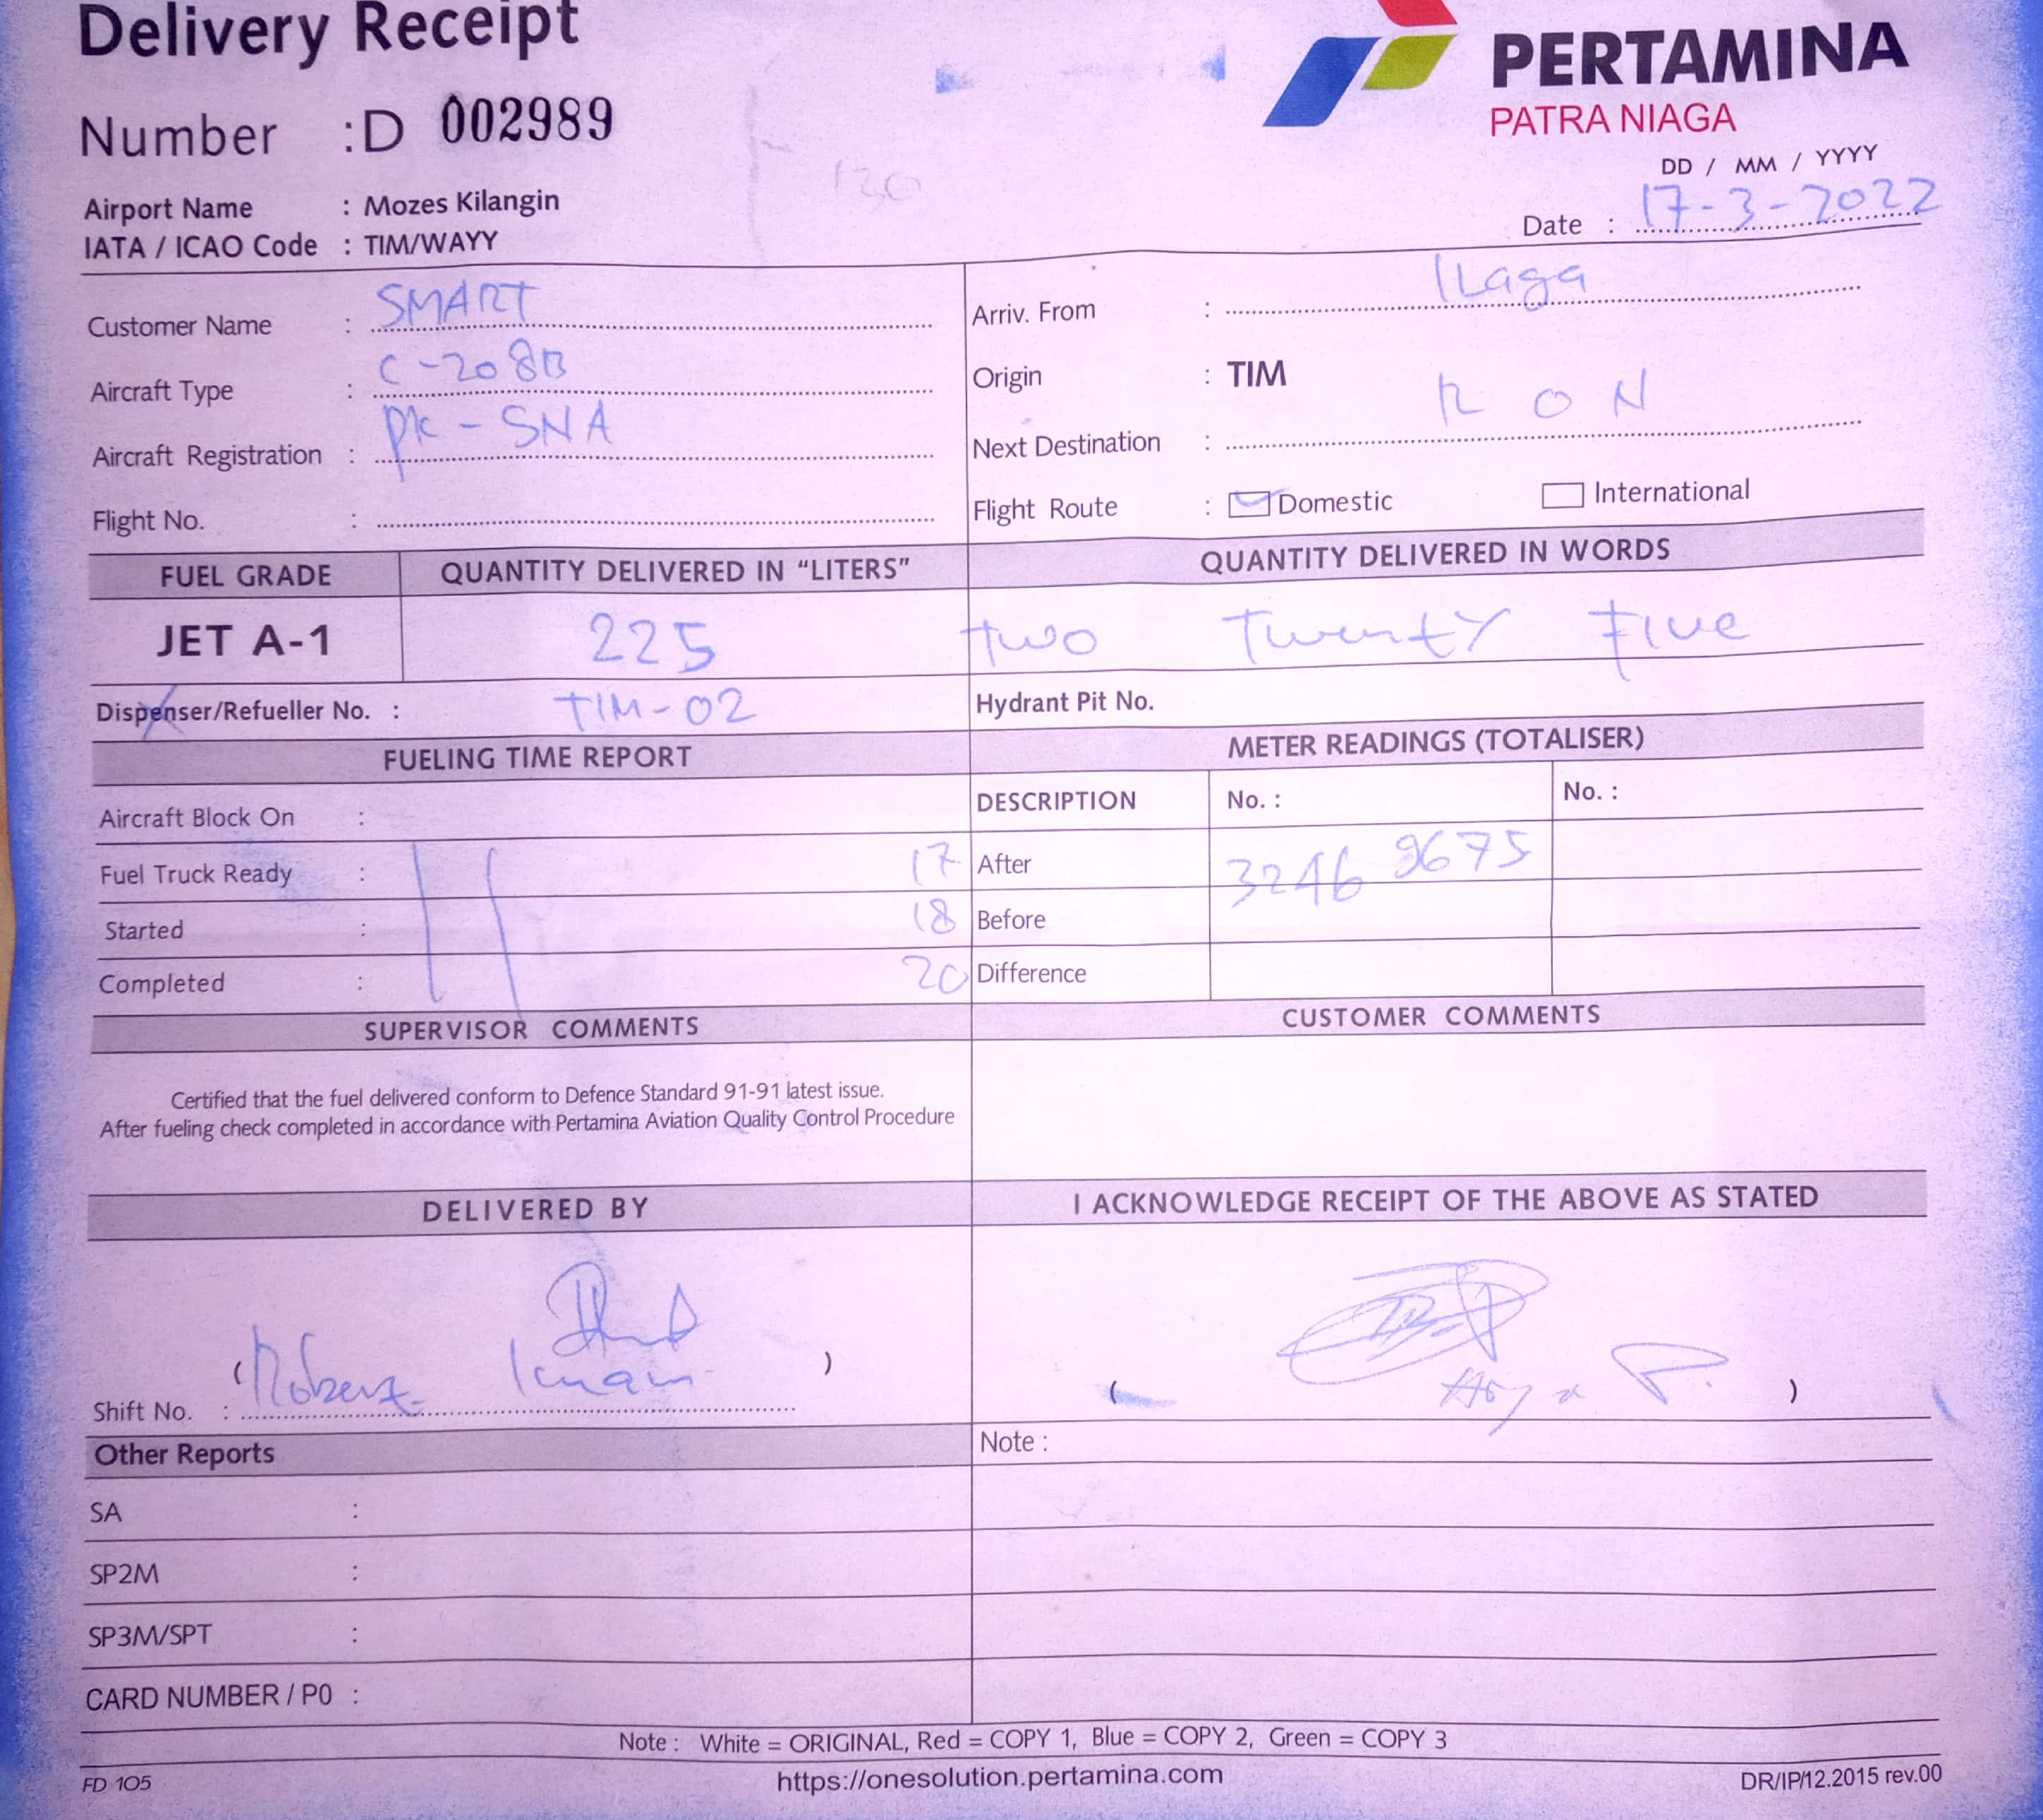 Delivery Receipt
PERTAMINA
PATRA NIAGA
Number : D 002989
DD / MM / YYYY
Airport Name : Mozes Kilangin
130
Date : 17-3-2022
IATA / ICAO Code : TIM/WAYY
Customer Name : SMART
Arriv. From : ILaga
Aircraft Type : C-208B
Origin : TIM
Aircraft Registration : PK-SNA
Next Destination : R O N
Flight No. :
Flight Route : Domestic International
FUEL GRADE QUANTITY DELIVERED IN "LITERS" QUANTITY DELIVERED IN WORDS
JET A-1 225 Two Twenty Five
Dispenser/Refueller No. : TIM-02 Hydrant Pit No.
FUELING TIME REPORT METER READINGS (TOTALISER)
Aircraft Block On : DESCRIPTION No. : No. :
Fuel Truck Ready : 17 After 3246 9675
Started : 18 Before
Completed : 20 Difference
SUPERVISOR COMMENTS CUSTOMER COMMENTS
Certified that the fuel delivered conform to Defence Standard 91-91 latest issue.
After fueling check completed in accordance with Pertamina Aviation Quality Control Procedure
DELIVERED BY I ACKNOWLEDGE RECEIPT OF THE ABOVE AS STATED
( )
( )
Shift No. :
Other Reports Note :
SA :
SP2M :
SP3M/SPT :
CARD NUMBER / P0 :
Note : White = ORIGINAL, Red = COPY 1, Blue = COPY 2, Green = COPY 3
FD 105 https://onesolution.pertamina.com DR/IP/12.2015 rev.00